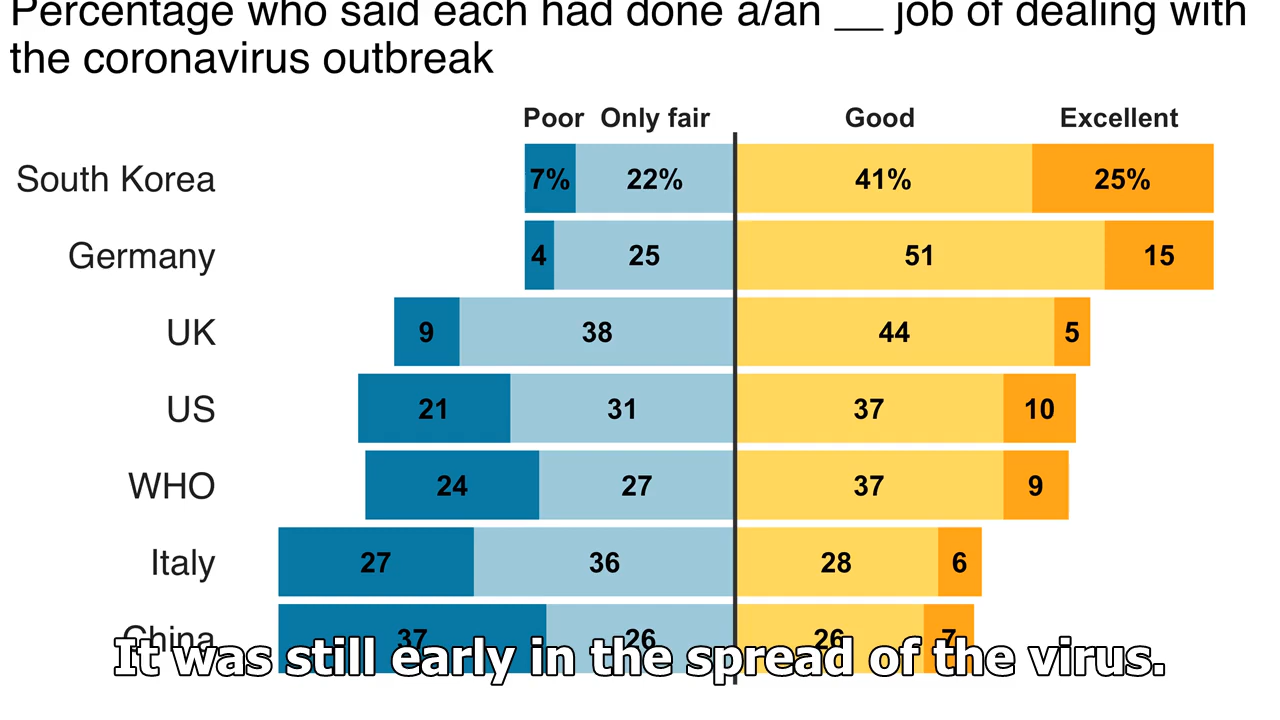 Percentage who said each had done a/an __ job of dealing with
the coronavirus outbreak
Poor Only fair Good Excellent
South Korea 7% 22% 41% 25%
Germany 4 25 51 15
UK 9 38 44 5
US 21 31 37 10
WHO 24 27 37 9
Italy 27 36 28 6
China 37 26 26 7
It was still early in the spread of the virus.